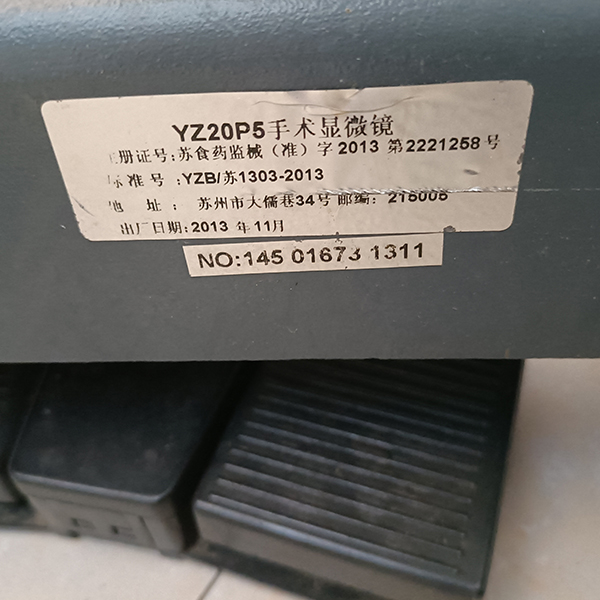 YZ20P5手术显微镜
册证号:苏食药监械（准）字2013 第2221258号
标准号:YZB/苏1303-2013
地 址: 苏州市大儒巷34号 邮编: 215005
出厂日期:2013 年11月
NO:145 01673 1311